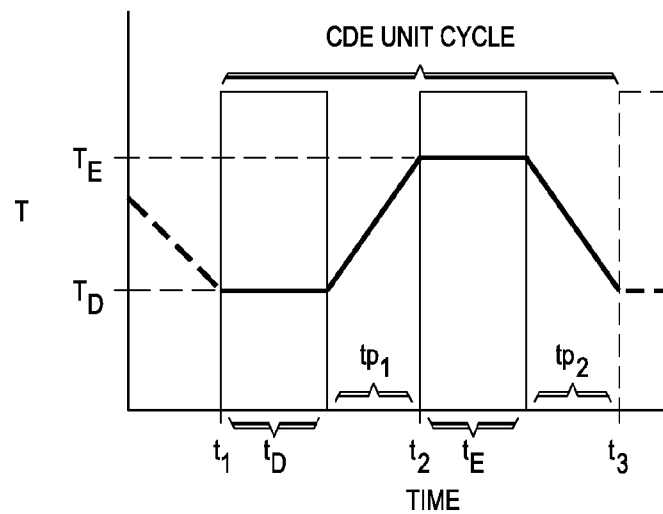 CDE UNIT CYCLE
T_E
T
T_D
tp_1
tp_2
t_1
t_D
t_2
t_E
t_3
TIME